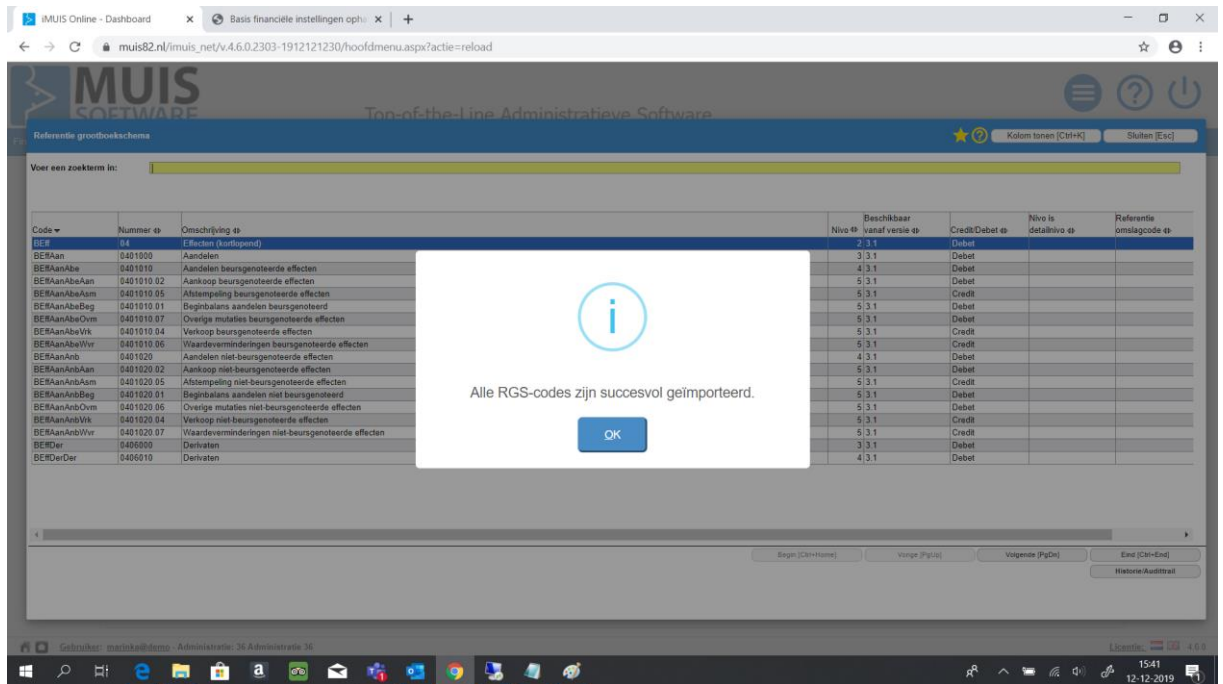 iMUIS Online - Dashboard
Basis financiële instellingen oph
muis82.nl/imuis_net/v.4.6.0.2303-1912121230/hoofdmenu.aspx?actie=reload
MUIS
SOFTWARE
Top-of-the-Line Administratieve Software
Referentie grootboekschema
Kolom tonen [Ctrl+K]
Sluiten [Esc]
Voer een zoekterm in:
Code Nummer Omschrijving Nivo Beschikbaar vanaf versie Credit/Debet Nivo is detailnivo Referentie omslagcode
BEff 04 Effecten (kortlopend) 2 3.1 Debet
BEffAan 0401000 Aandelen 3 3.1 Debet
BEffAanAbe 0401010 Aandelen beursgenoteerde effecten 4 3.1 Debet
BEffAanAbeAan 0401010.02 Aankoop beursgenoteerde effecten 5 3.1 Debet
BEffAanAbeAsm 0401010.05 Afstempeling beursgenoteerde effecten 5 3.1 Credit
BEffAanAbeBeg 0401010.01 Beginbalans aandelen beursgenoteerd 5 3.1 Debet
BEffAanAbeOvm 0401010.07 Overige mutaties beursgenoteerde effecten 5 3.1 Debet
BEffAanAbeVrk 0401010.04 Verkoop beursgenoteerde effecten 5 3.1 Credit
BEffAanAbeWvr 0401010.06 Waardeverminderingen beursgenoteerde effecten 5 3.1 Credit
BEffAanAnb 0401020 Aandelen niet-beursgenoteerde effecten 4 3.1 Debet
BEffAanAnbAan 0401020.02 Aankoop niet-beursgenoteerde effecten 5 3.1 Debet
BEffAanAnbAsm 0401020.05 Afstempeling niet-beursgenoteerde effecten 5 3.1 Credit
BEffAanAnbBeg 0401020.01 Beginbalans aandelen niet beursgenoteerd 5 3.1 Debet
BEffAanAnbOvm 0401020.06 Overige mutaties niet-beursgenoteerde effecten 5 3.1 Debet
BEffAanAnbVrk 0401020.04 Verkoop niet-beursgenoteerde effecten 5 3.1 Credit
BEffAanAnbWvr 0401020.07 Waardeverminderingen niet-beursgenoteerde effecten 5 3.1 Credit
BEffDer 0406000 Derivaten 3 3.1 Debet
BEffDerDer 0406010 Derivaten 4 3.1 Debet
i
Alle RGS-codes zijn succesvol geïmporteerd.
OK
Begin [Ctrl+Home]
Vorige [PgUp]
Volgende [PgDn]
Eind [Ctrl+End]
Historie/Audittrail
Gebruiker: marinka@demo - Administratie: 36 Administratie 36
Licentie: 4.6.0
15:41
12-12-2019